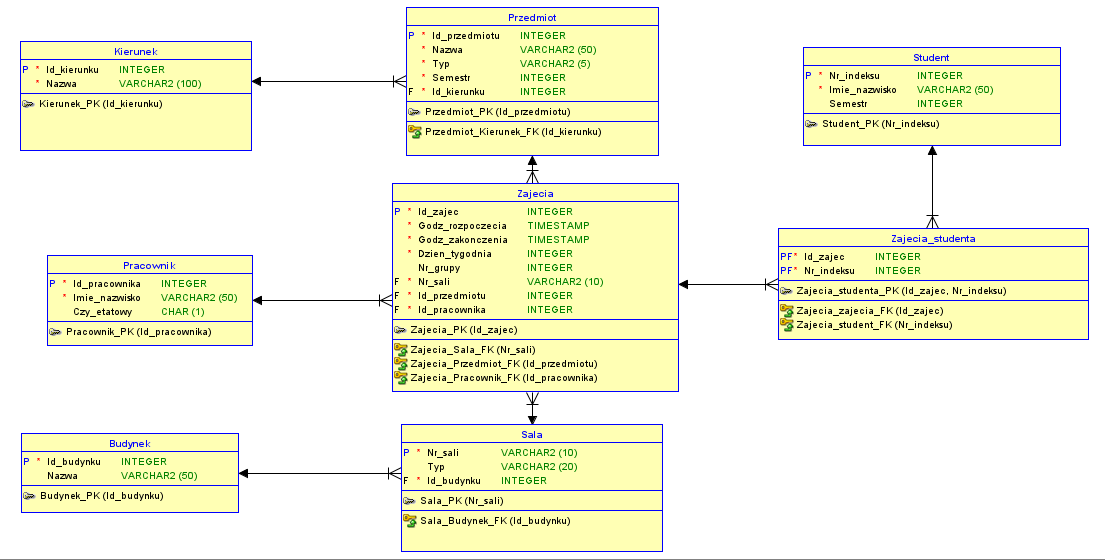 Przedmiot
P * Id_przedmiotu INTEGER
* Nazwa VARCHAR2 (50)
* Typ VARCHAR2 (5)
* Semestr INTEGER
F * Id_kierunku INTEGER
Przedmiot_PK (Id_przedmiotu)
Przedmiot_Kierunek_FK (Id_kierunku)
Kierunek
P * Id_kierunku INTEGER
* Nazwa VARCHAR2 (100)
Kierunek_PK (Id_kierunku)
Student
P * Nr_indeksu INTEGER
* Imie_nazwisko VARCHAR2 (50)
Semestr INTEGER
Student_PK (Nr_indeksu)
Zajecia
P * Id_zajec INTEGER
* Godz_rozpoczecia TIMESTAMP
* Godz_zakonczenia TIMESTAMP
* Dzien_tygodnia INTEGER
Nr_grupy INTEGER
F * Nr_sali VARCHAR2 (10)
F * Id_przedmiotu INTEGER
F * Id_pracownika INTEGER
Zajecia_PK (Id_zajec)
Zajecia_Sala_FK (Nr_sali)
Zajecia_Przedmiot_FK (Id_przedmiotu)
Zajecia_Pracownik_FK (Id_pracownika)
Zajecia_studenta
PF* Id_zajec INTEGER
PF* Nr_indeksu INTEGER
Zajecia_studenta_PK (Id_zajec, Nr_indeksu)
Zajecia_zajecia_FK (Id_zajec)
Zajecia_student_FK (Nr_indeksu)
Pracownik
P * Id_pracownika INTEGER
* Imie_nazwisko VARCHAR2 (50)
Czy_etatowy CHAR (1)
Pracownik_PK (Id_pracownika)
Budynek
P * Id_budynku INTEGER
Nazwa VARCHAR2 (50)
Budynek_PK (Id_budynku)
Sala
P * Nr_sali VARCHAR2 (10)
Typ VARCHAR2 (20)
F * Id_budynku INTEGER
Sala_PK (Nr_sali)
Sala_Budynek_FK (Id_budynku)